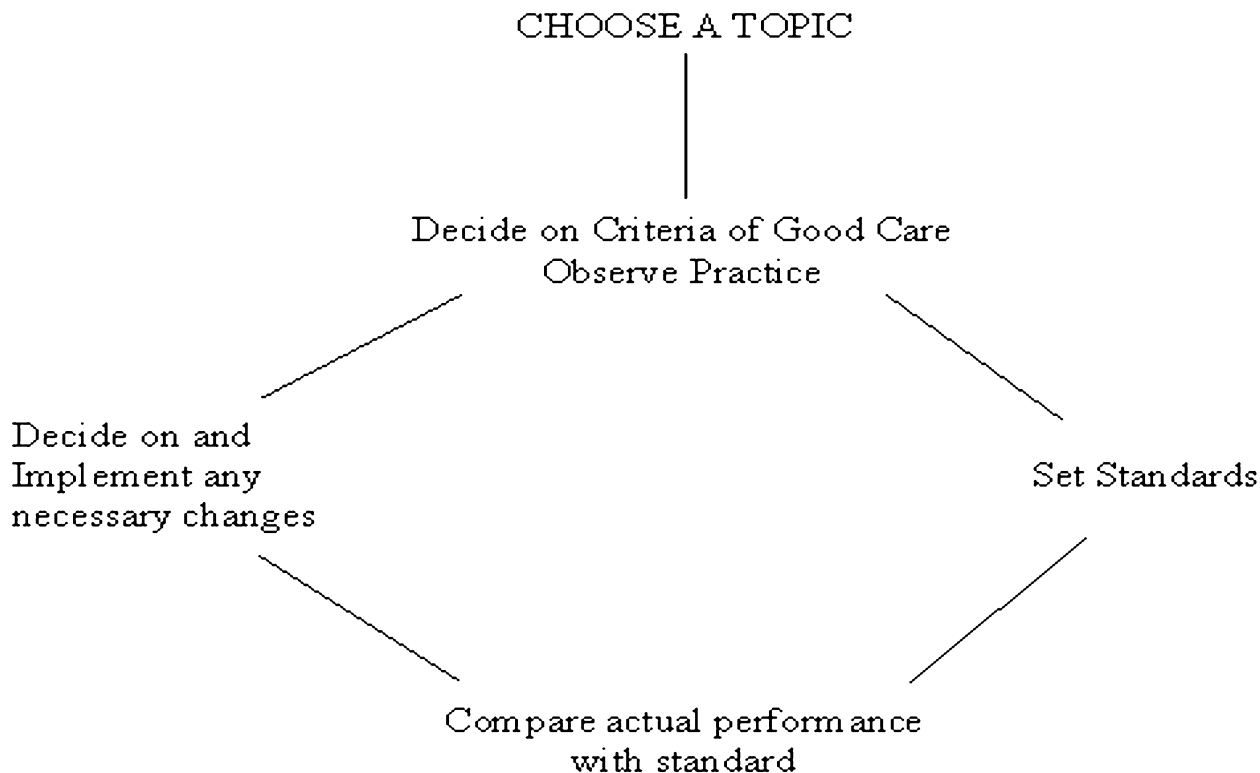 CHOOSE A TOPIC
Decide on Criteria of Good Care
Observe Practice
Decide on and
Implement any
necessary changes
Set Standards
Compare actual performance
with standard